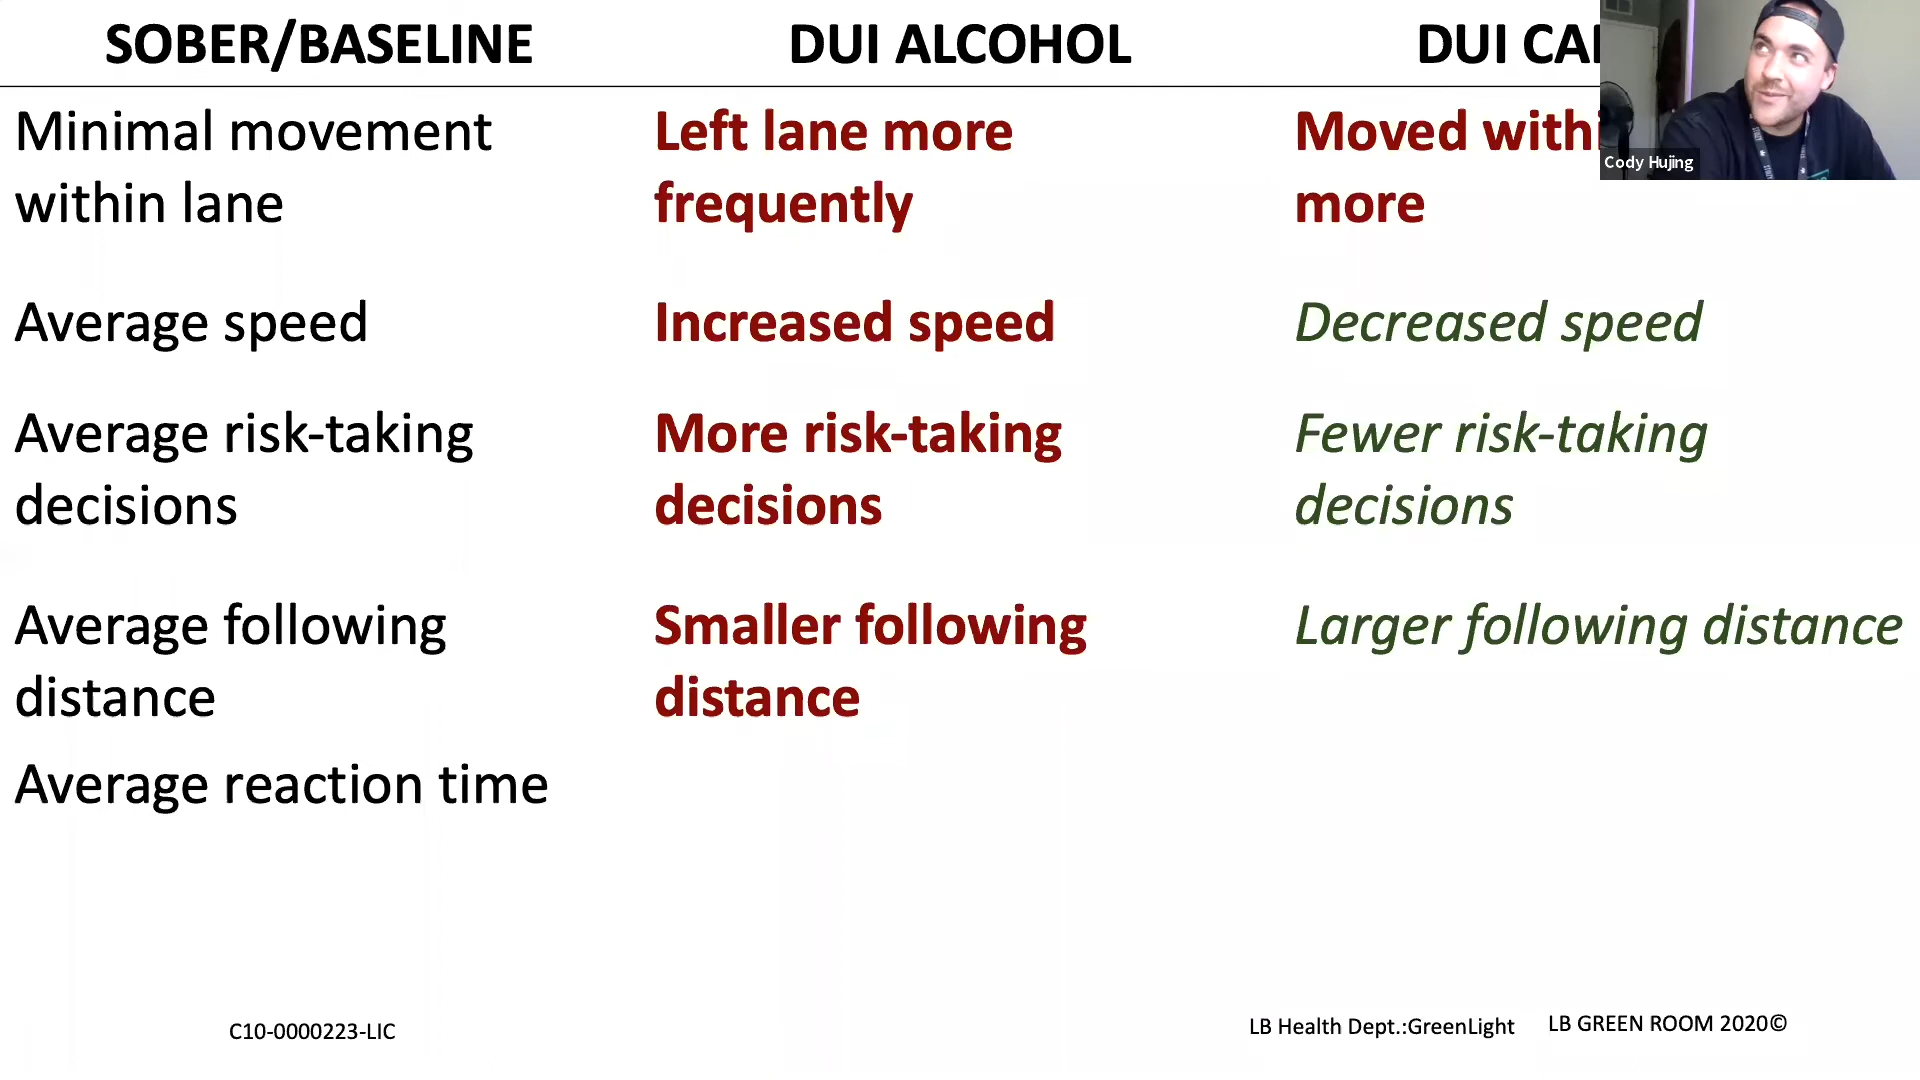 SOBER/BASELINE
DUI ALCOHOL
DUI
Minimal movement
within lane
Left lane more
frequently
Moved
more
Cody Hujing
Average speed
Increased speed
Decreased speed
Average risk-taking
decisions
More risk-taking
decisions
Fewer risk-taking
decisions
Average following
distance
Smaller following
distance
Larger following distance
Average reaction time
C10-0000223-LIC
LB Health Dept.:GreenLight
LB GREEN ROOM 2020©